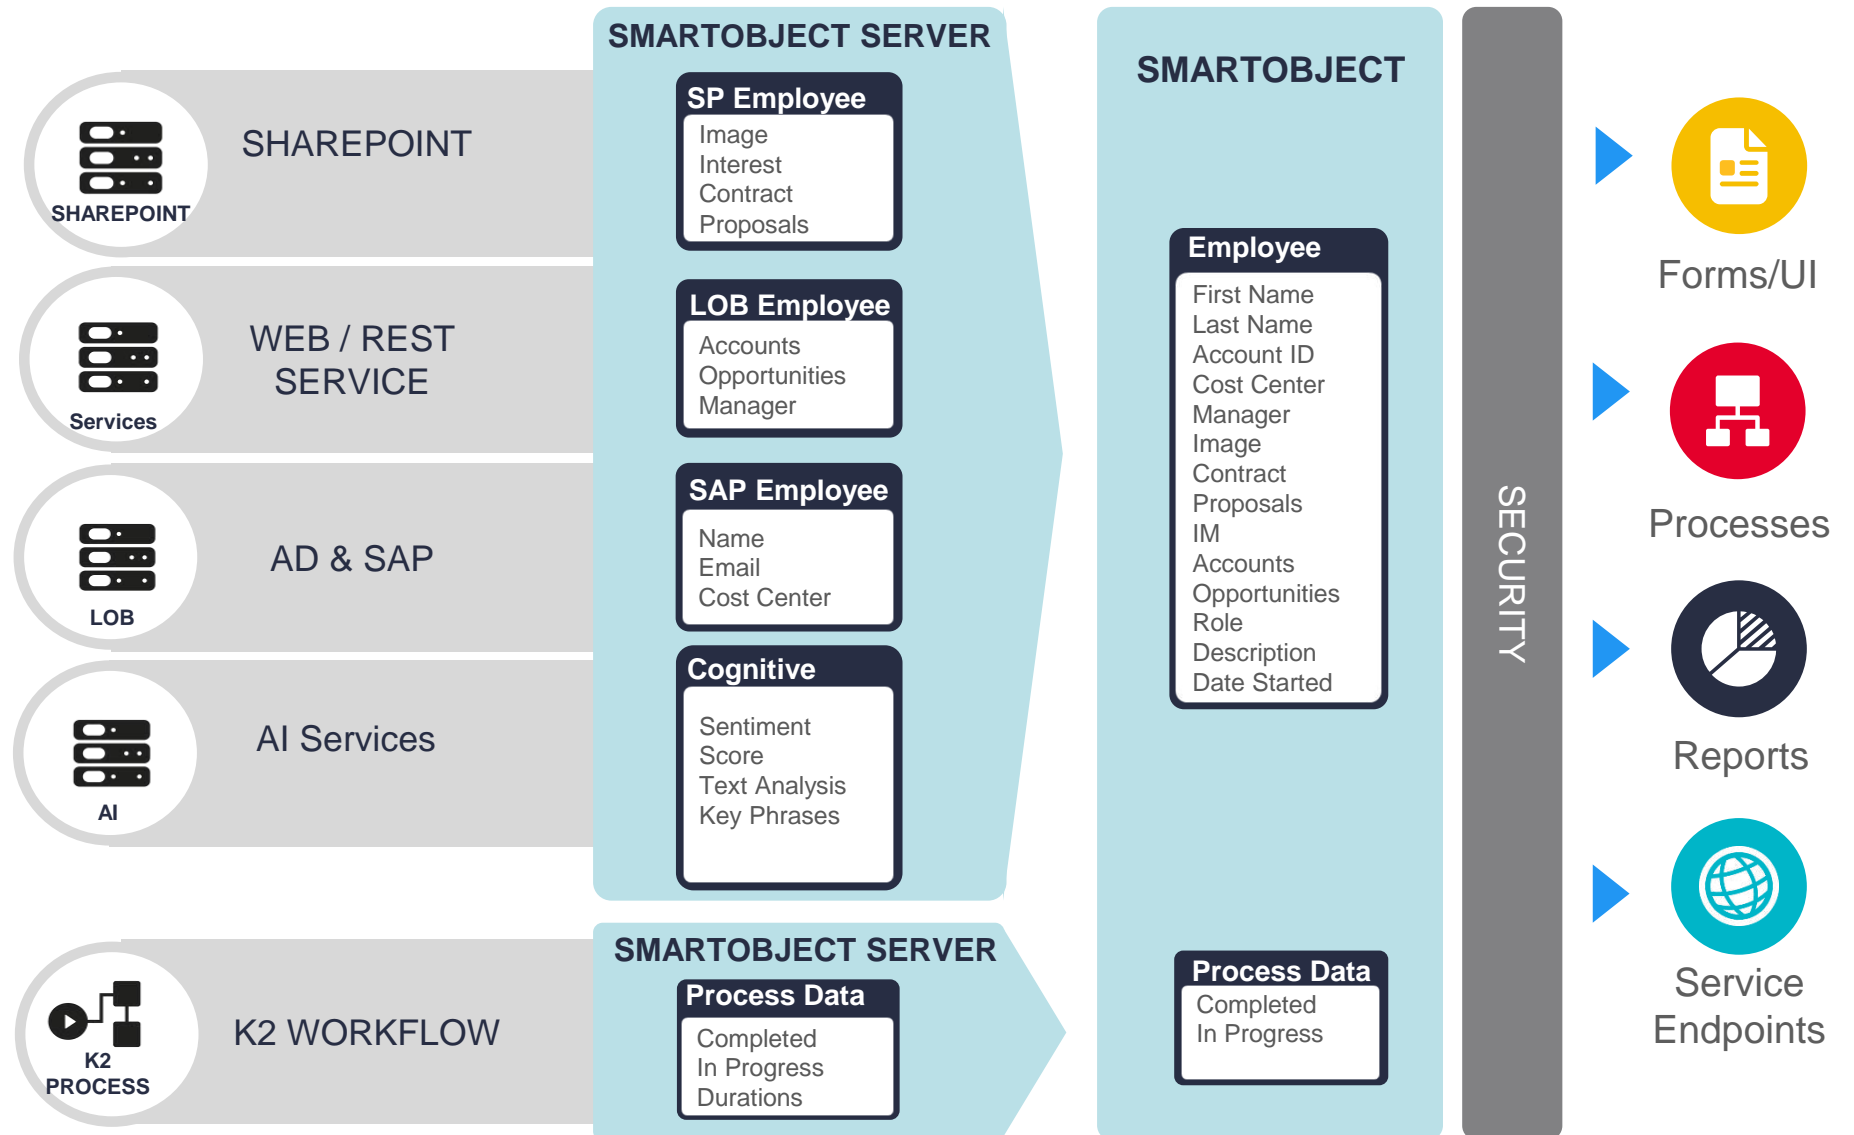 SMARTOBJECT SERVER
SHAREPOINT
SHAREPOINT
SP Employee
Image
Interest
Contract
Proposals
Services
WEB / REST
SERVICE
LOB Employee
Accounts
Opportunities
Manager
LOB
AD & SAP
SAP Employee
Name
Email
Cost Center
AI
AI Services
Cognitive
Sentiment
Score
Text Analysis
Key Phrases
K2
PROCESS
K2 WORKFLOW
SMARTOBJECT SERVER
Process Data
Completed
In Progress
Durations
SMARTOBJECT
Employee
First Name
Last Name
Account ID
Cost Center
Manager
Image
Contract
Proposals
IM
Accounts
Opportunities
Role
Description
Date Started
Process Data
Completed
In Progress
SECURITY
Forms/UI
Processes
Reports
Service
Endpoints